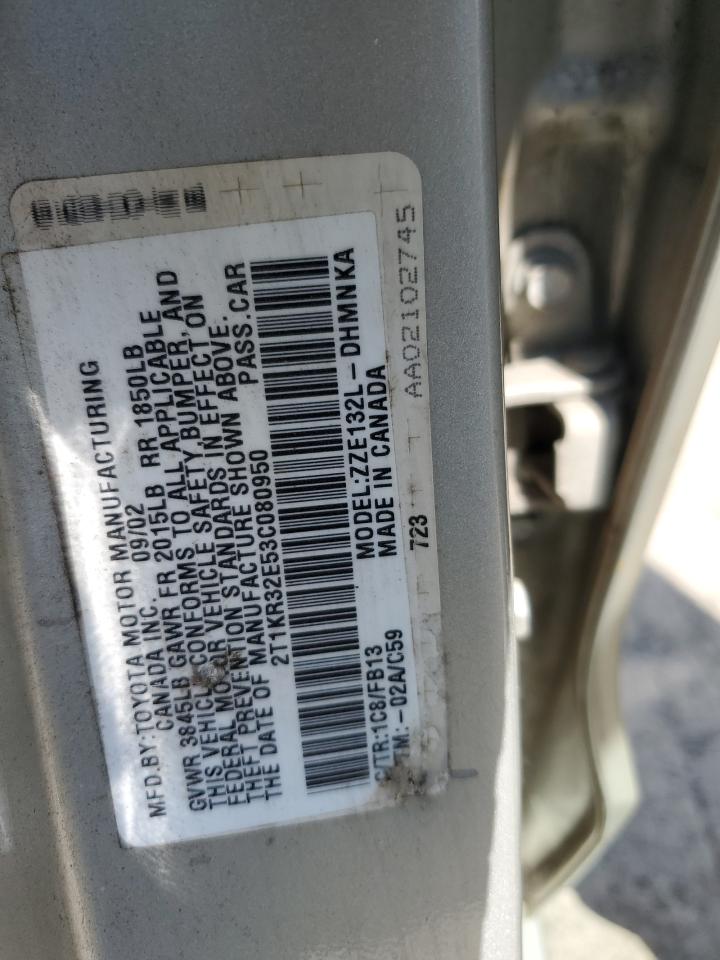 MFD.BY:TOYOTA MOTOR MANUFACTURING
CANADA INC. 09/02
GVWR 3845LB GAWR FR 2015LB RR 1850LB
THIS VEHICLE CONFORMS TO ALL APPLICABLE
FEDERAL MOTOR VEHICLE SAFETY,BUMPER, AND
THEFT PREVENTION STANDARDS IN EFFECT ON
THE DATE OF MANUFACTURE SHOWN ABOVE.
2T1KR32E53C080950 PASS.CAR
C/TR:1C8/FB13 MODEL:ZZE132L-DHMNKA
/TM:-02A/C59 MADE IN CANADA
723
AA02102745